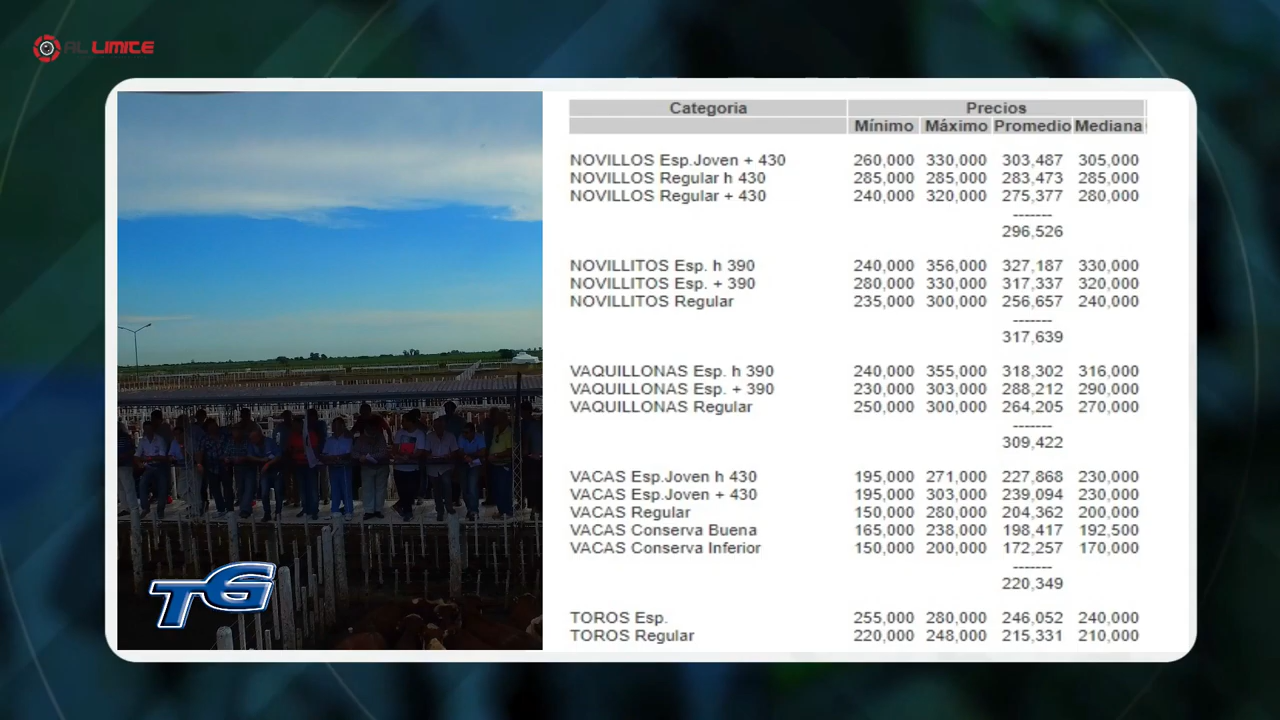 AL LIMITE
Categoria Precios
Mínimo Máximo Promedio Mediana
NOVILLOS Esp.Joven + 430 260,000 330,000 303,487 305,000
NOVILLOS Regular h 430 285,000 285,000 283,473 285,000
NOVILLOS Regular + 430 240,000 320,000 275,377 280,000
-------
296,526
NOVILLITOS Esp. h 390 240,000 356,000 327,187 330,000
NOVILLITOS Esp. + 390 280,000 330,000 317,337 320,000
NOVILLITOS Regular 235,000 300,000 256,657 240,000
-------
317,639
VAQUILLONAS Esp. h 390 240,000 355,000 318,302 316,000
VAQUILLONAS Esp. + 390 230,000 303,000 288,212 290,000
VAQUILLONAS Regular 250,000 300,000 264,205 270,000
-------
309,422
VACAS Esp.Joven h 430 195,000 271,000 227,868 230,000
VACAS Esp.Joven + 430 195,000 303,000 239,094 230,000
VACAS Regular 150,000 280,000 204,362 200,000
VACAS Conserva Buena 165,000 238,000 198,417 192,500
VACAS Conserva Inferior 150,000 200,000 172,257 170,000
-------
220,349
TOROS Esp. 255,000 280,000 246,052 240,000
TOROS Regular 220,000 248,000 215,331 210,000
TG